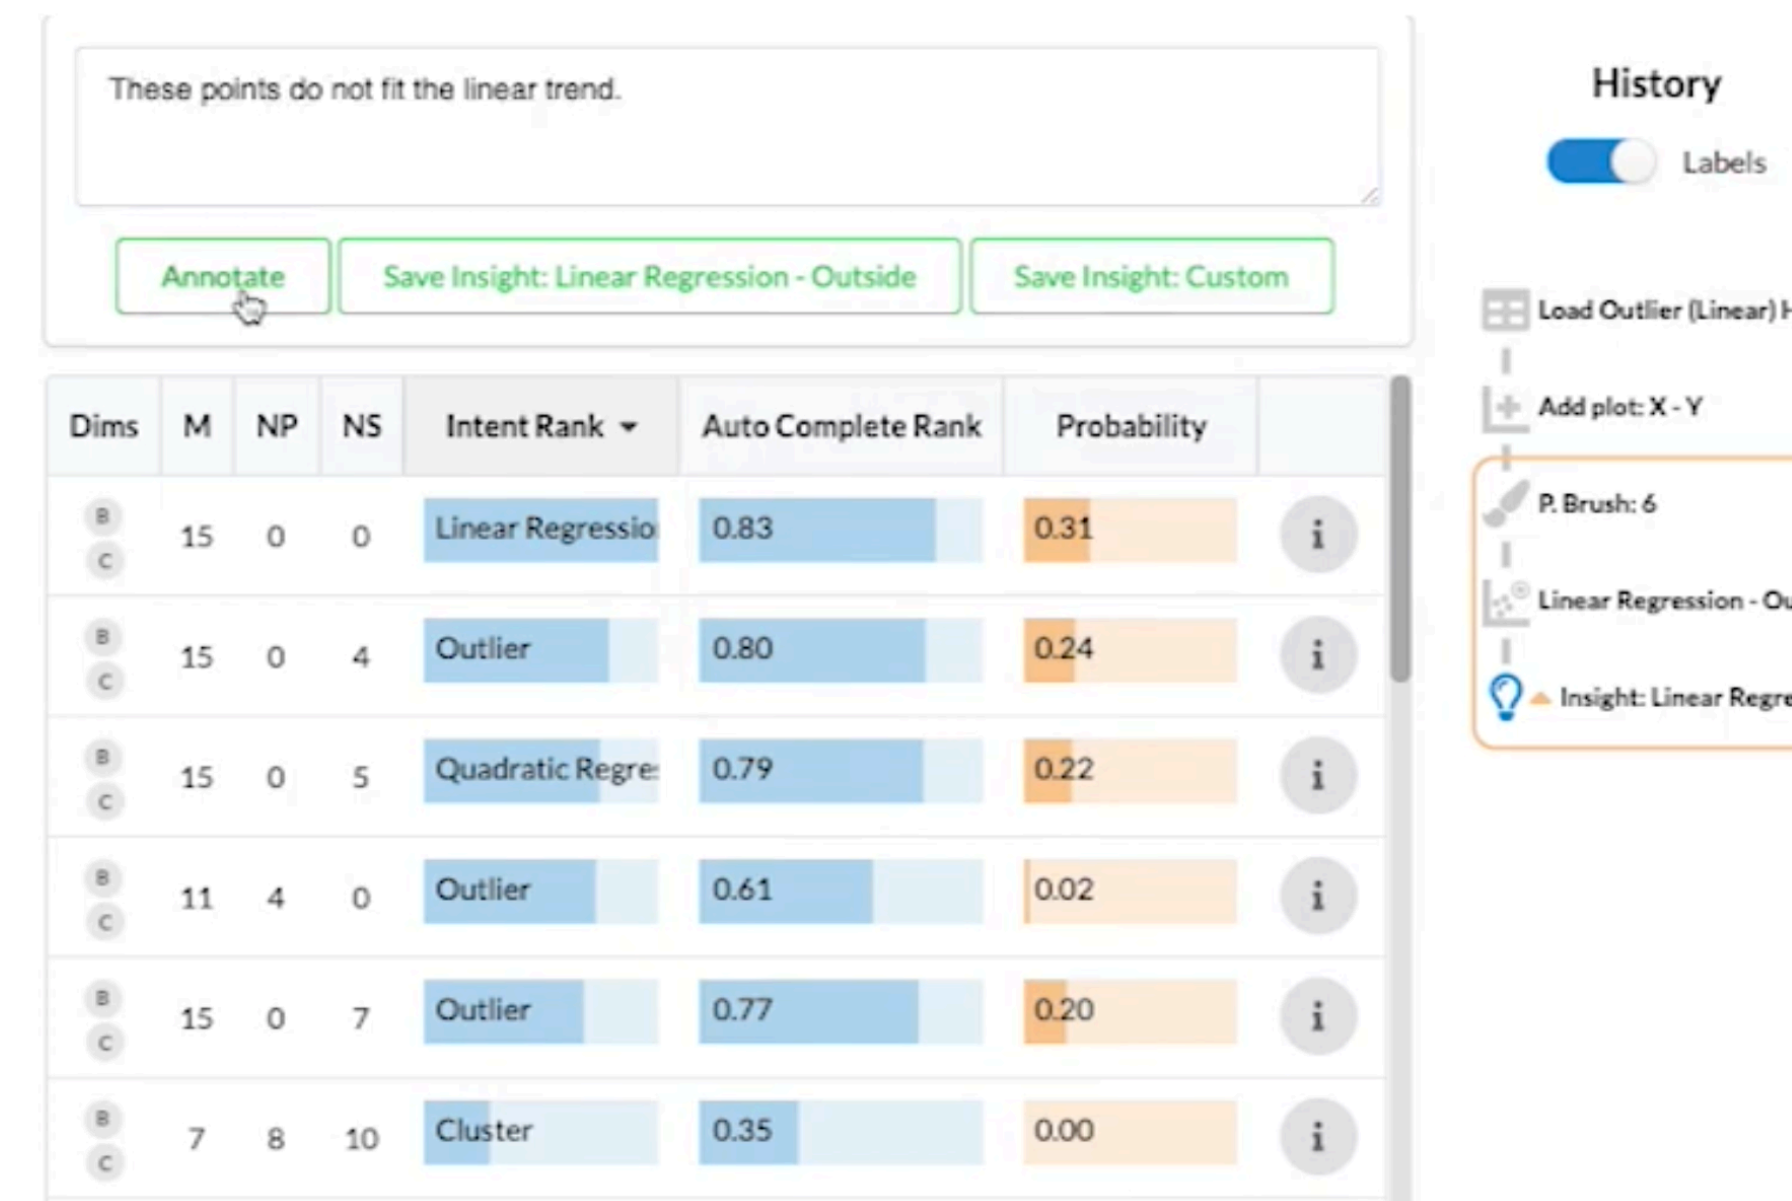 These points do not fit the linear trend.
Annotate Save Insight: Linear Regression - Outside Save Insight: Custom
Dims M NP NS Intent Rank Auto Complete Rank Probability
B
C
15 0 0 Linear Regressio 0.83 0.31 i
B
C
15 0 4 Outlier 0.80 0.24 i
B
C
15 0 5 Quadratic Regre 0.79 0.22 i
B
C
11 4 0 Outlier 0.61 0.02 i
B
C
15 0 7 Outlier 0.77 0.20 i
B
C
7 8 10 Cluster 0.35 0.00 i
History
Labels
Load Outlier (Linear)
Add plot: X - Y
P. Brush: 6
Linear Regression - Ou
Insight: Linear Regre